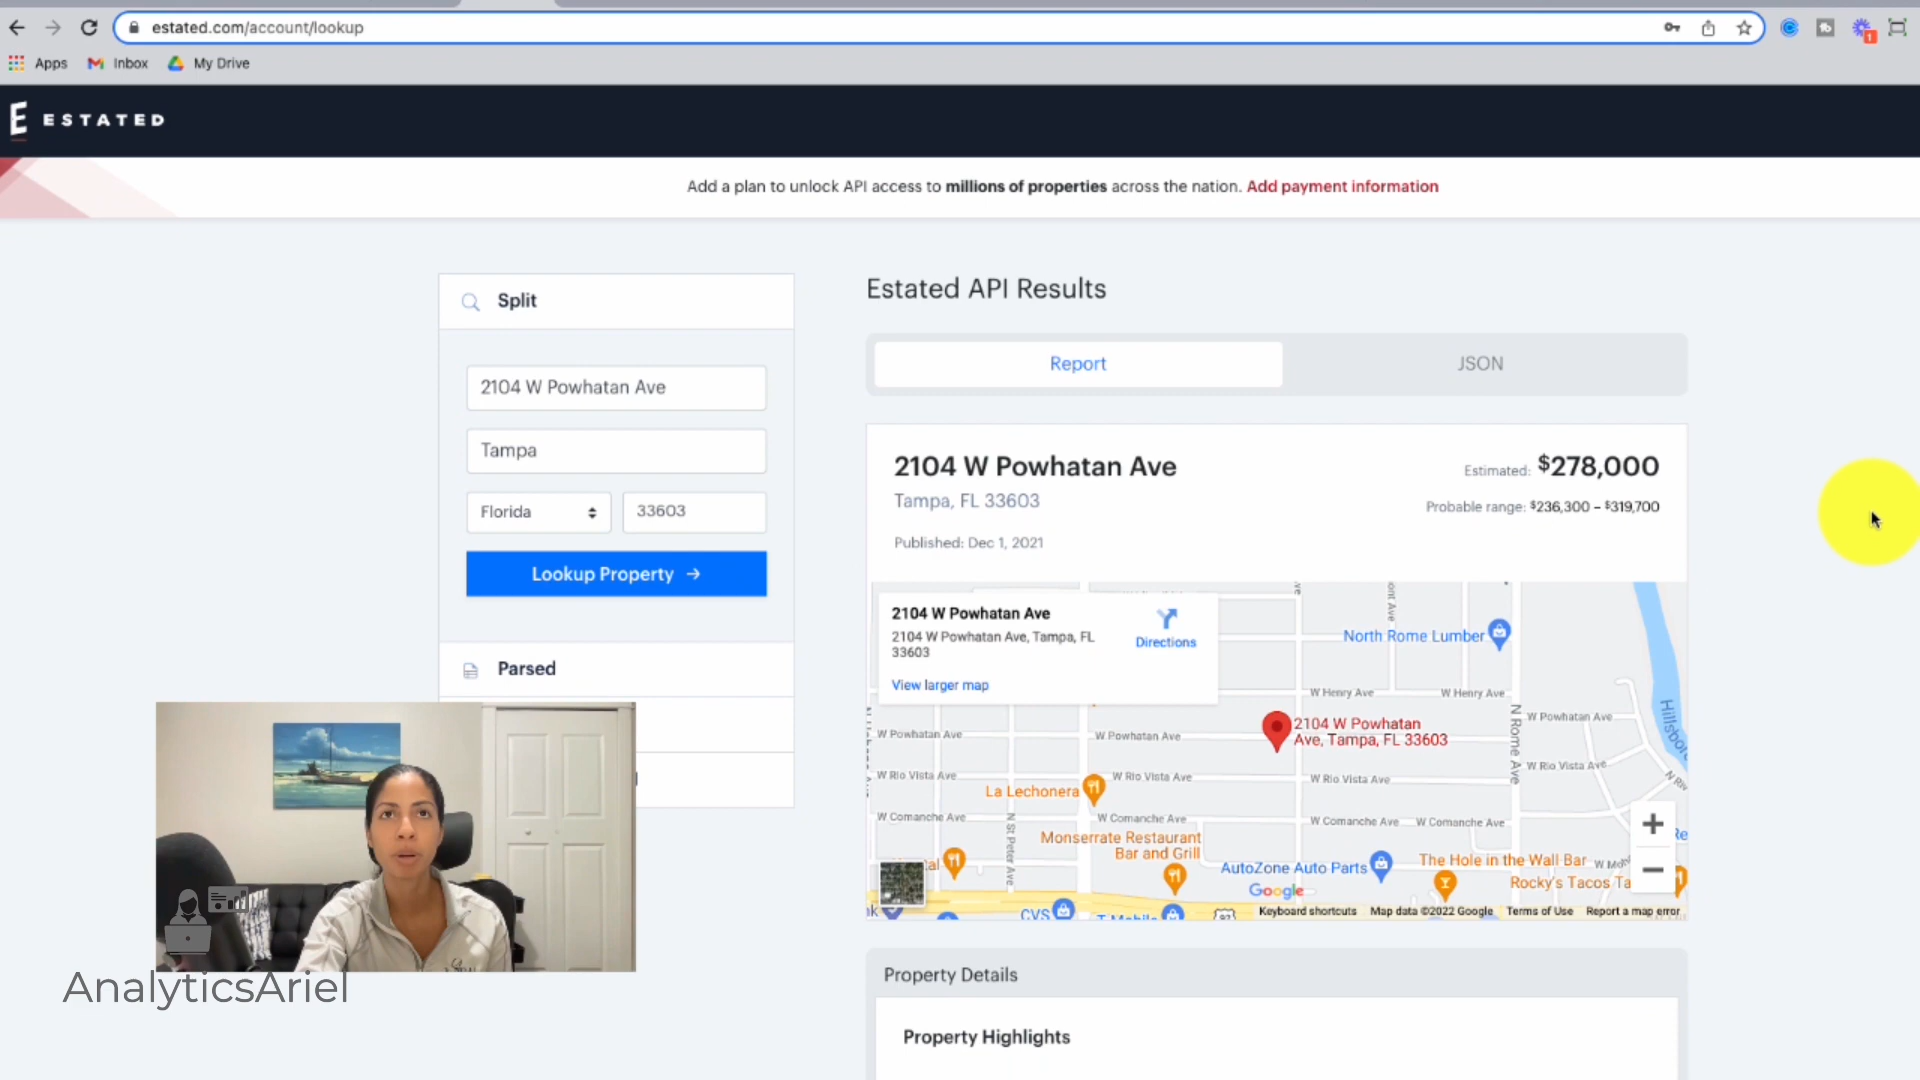 estated.com/account/lookup
1
Apps
Inbox
My Drive
E ESTATED
Add a plan to unlock API access to millions of properties across the nation. Add payment information
Split
2104 W Powhatan Ave
Tampa
Florida
33603
Lookup Property →
Parsed
Estated API Results
Report
JSON
2104 W Powhatan Ave
Tampa, FL 33603
Published: Dec 1, 2021
Estimated: $278,000
Probable range: $236,300 – $319,700
2104 W Powhatan Ave
2104 W Powhatan Ave, Tampa, FL
33603
Directions
View larger map
North Rome Lumber
W Henry Ave
W Henry Ave
2104 W Powhatan
Ave, Tampa, FL 33603
W Powhatan Ave
W Powhatan Ave
W Powhatan Ave
N Rome Ave
W Rio Vista Ave
W Rio Vista Ave
W Rio Vista Ave
W Rio Vista Ave
La Lechonera
W Comanche Ave
W Comanche Ave
W Comanche Ave
W Comanche Ave
N St Peter Ave
Monserrate Restaurant
Bar and Grill
AutoZone Auto Parts
The Hole in the Wall Bar
Rocky's Tacos
CVS
Google
Keyboard shortcuts
Map data ©2022 Google
Terms of Use
Report a map error
Property Details
Property Highlights
AnalyticsAriel